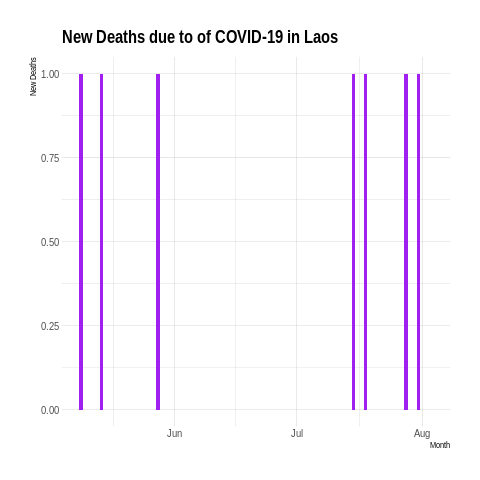 New Deaths due to of COVID-19 in Laos
New Deaths
1.00
0.75
0.50
0.25
0.00
Jun Jul Aug
Month